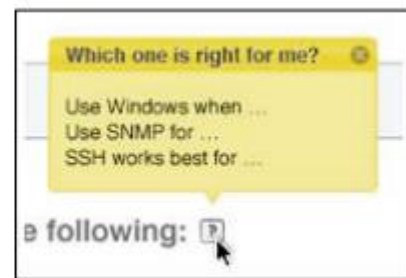 Which one is right for me?
Use Windows when ...
Use SNMP for ...
SSH works best for ...
e following: ?